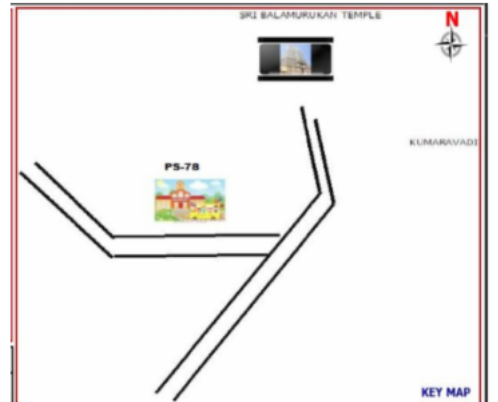 SRI BALAMURUKAN TEMPLE
N
KUMARAVADI
PS-78
KEY MAP